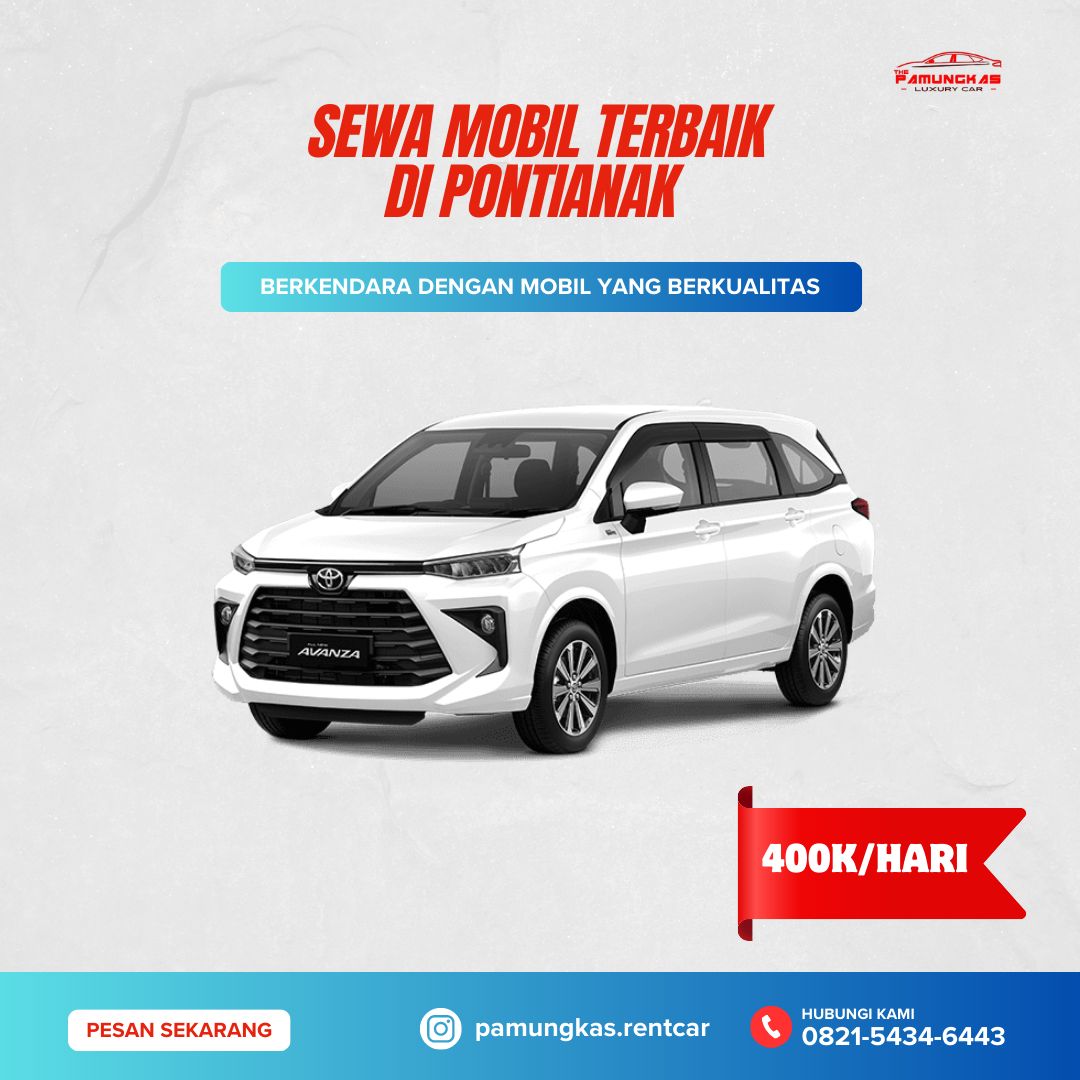 THE
PAMUNGKAS
- LUXURY CAR -
SEWA MOBIL TERBAIK
DI PONTIANAK
BERKENDARA DENGAN MOBIL YANG BERKUALITAS
AVANZA
400K/HARI
PESAN SEKARANG
pamungkas.rentcar
HUBUNGI KAMI
0821-5434-6443